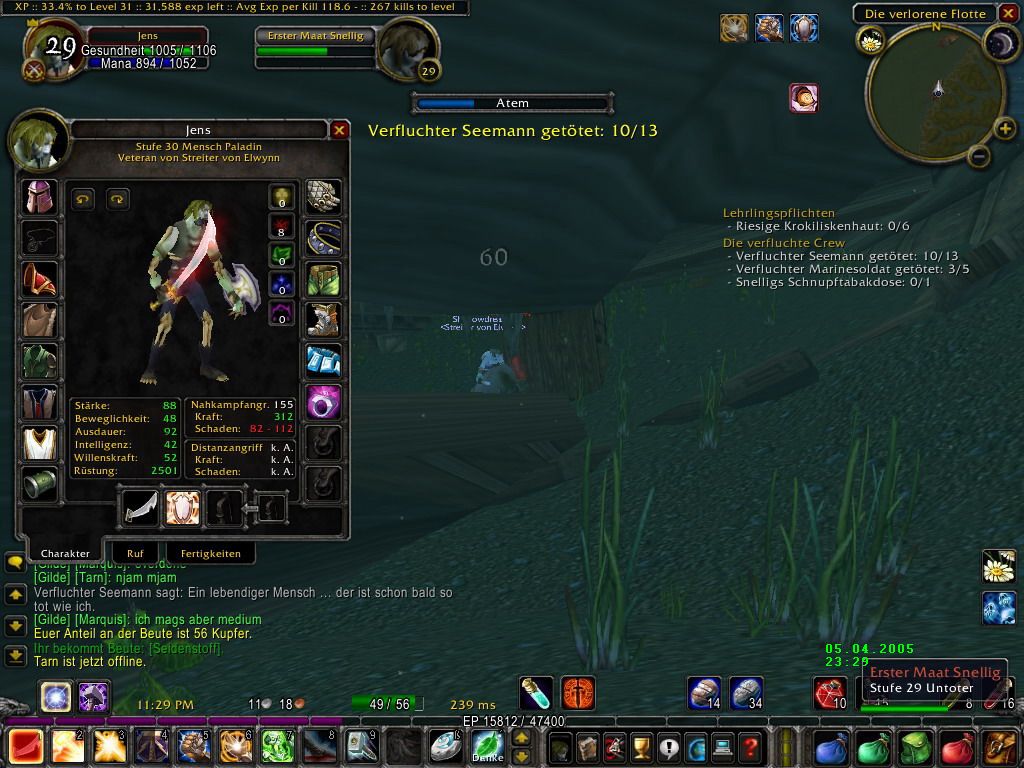 XP :: 33.4% to Level 31 :: 31,588 exp left :: Avg Exp per Kill 118.6 - :: 267 kills to level
Jens
29
Gesundheit 1005 / 1106
Mana 894 / 1052
Erster Maat Snellig
29
Die verlorene Flotte
N
Atem
Verfluchter Seemann getötet: 10/13
Jens
Stufe 30 Mensch Paladin
Veteran von Streiter von Elwynn
0
8
0
0
0
Lehrlingspflichten
- Riesige Krokiliskenhaut: 0/6
Die verfluchte Crew
- Verfluchter Seemann getötet: 10/13
- Verfluchter Marinesoldat getötet: 3/5
- Snelligs Schnupftabakdose: 0/1
60
Stärke: 88
Beweglichkeit: 48
Ausdauer: 92
Intelligenz: 42
Willenskraft: 52
Rüstung: 2501
Nahkampfangr. 155
Kraft: 312
Schaden: 82 - 112
Distanzangriff k. A.
Kraft: k. A.
Schaden: k. A.
Charakter
Ruf
Fertigkeiten
[Gilde] [Marquis]: overdone
[Gilde] [Tarn]: njam mjam
Verfluchter Seemann sagt: Ein lebendiger Mensch ... der ist schon bald so
tot wie ich.
[Gilde] [Marquis]: ich mags aber medium
Euer Anteil an der Beute ist 56 Kupfer.
Ihr bekommt Beute: [Seidenstoff].
Tarn ist jetzt offline.
05.04.2005
23:29
Erster Maat Snellig
Stufe 29 Untoter
11:29 PM
11
18
49 / 56
239 ms
14
34
10
8
16
EP 15812 / 47400
Danke